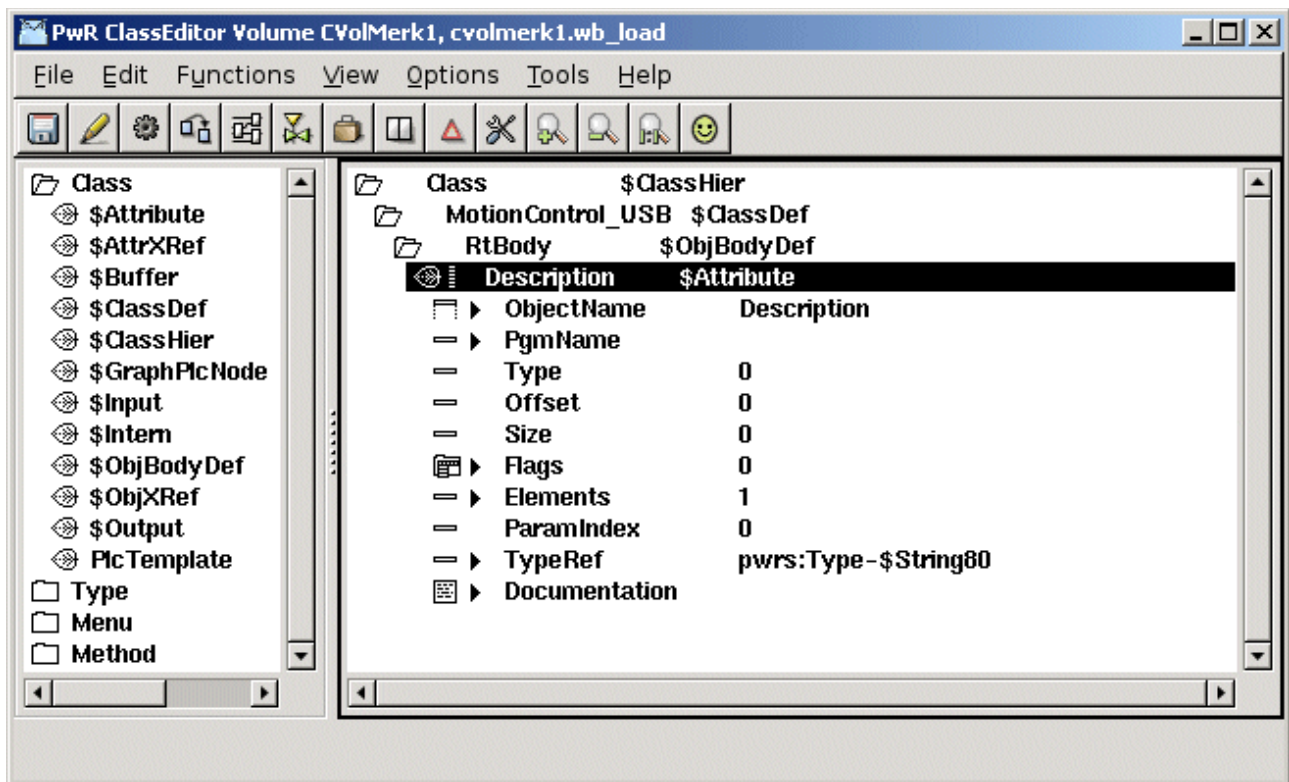 PwR ClassEditor Volume CVolMerk1, cvolmerk1.wb_load
File Edit Functions View Options Tools Help
Class
$Attribute
$AttrXRef
$Buffer
$ClassDef
$ClassHier
$GraphPlcNode
$Input
$Intern
$ObjBodyDef
$ObjXRef
$Output
PlcTemplate
Type
Menu
Method
Class $ClassHier
MotionControl_USB $ClassDef
RtBody $ObjBodyDef
Description $Attribute
ObjectName Description
PgmName
Type 0
Offset 0
Size 0
Flags 0
Elements 1
ParamIndex 0
TypeRef pwrs:Type-$String80
Documentation